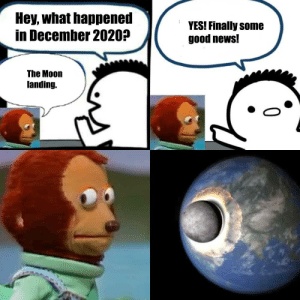 Hey, what happened
in December 2020?
The Moon
landing.
YES! Finally some
good news!